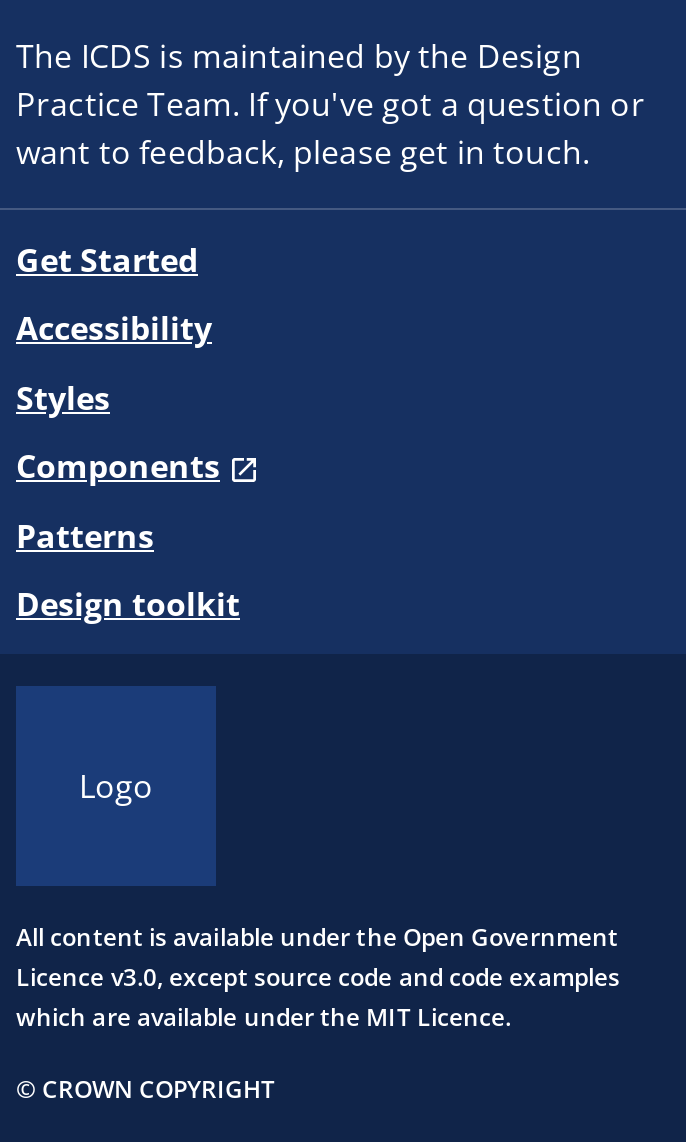 The ICDS is maintained by the Design
Practice Team. If you've got a question or
want to feedback, please get in touch.
Get Started
Accessibility
Styles
Components
Patterns
Design toolkit
Logo
All content is available under the Open Government
Licence v3.0, except source code and code examples
which are available under the MIT Licence.
© CROWN COPYRIGHT